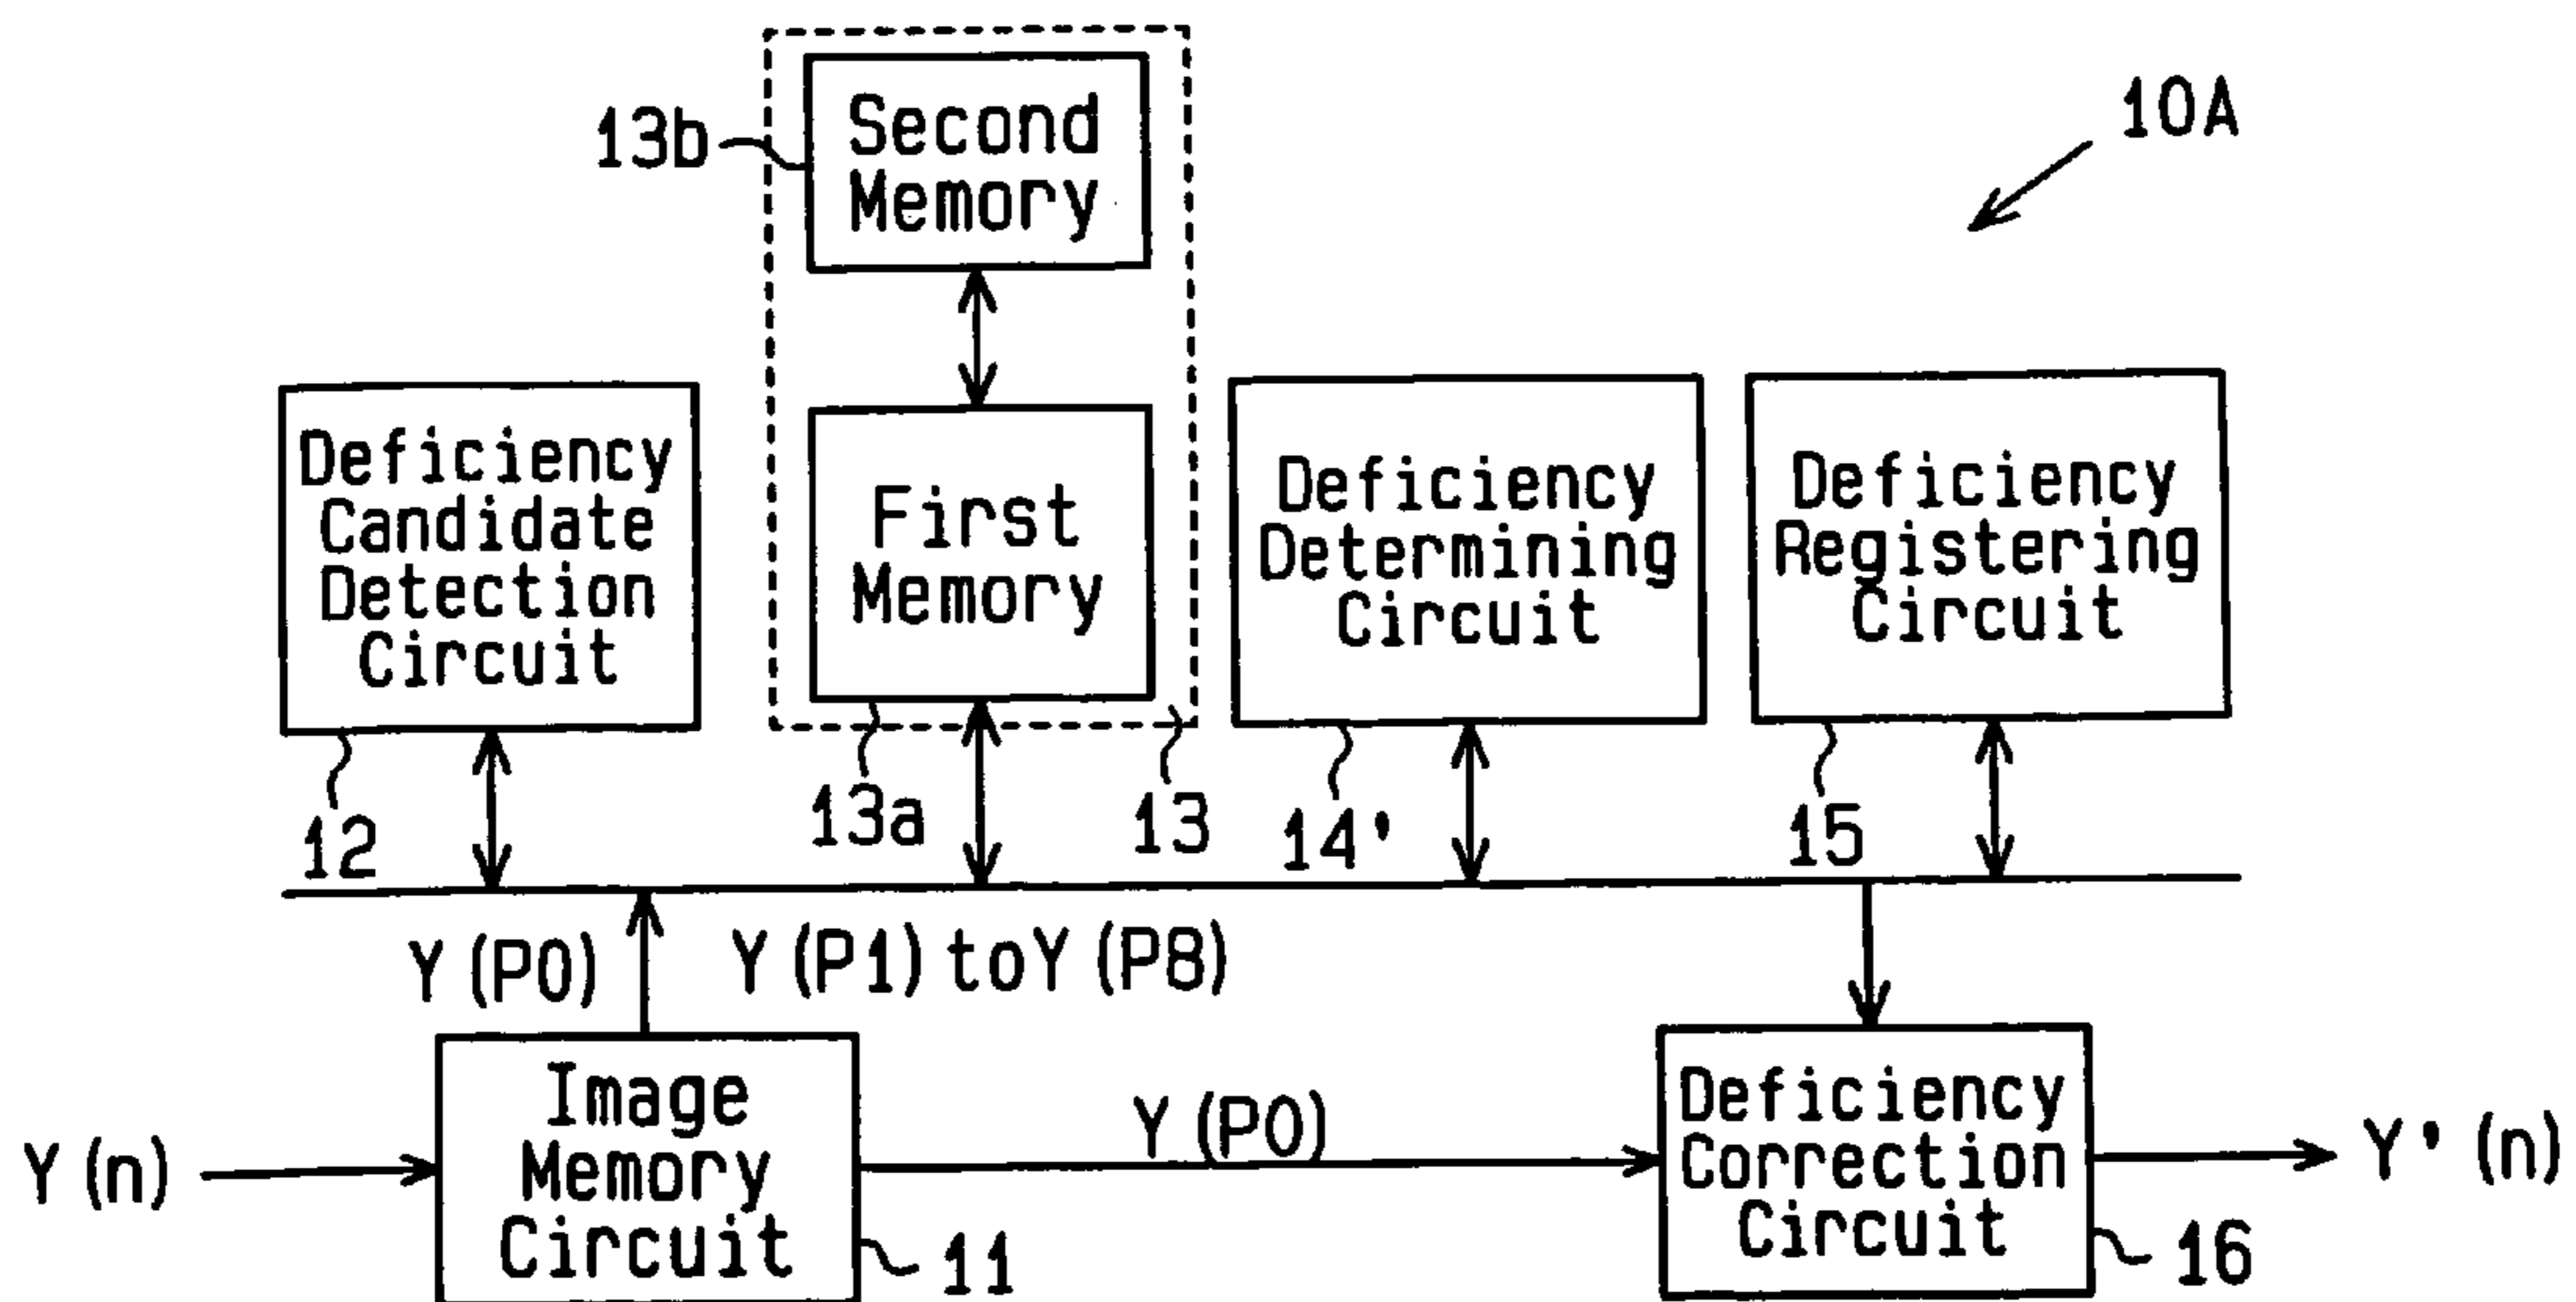 10A
13b
Second
Memory
Deficiency
Candidate
Detection
Circuit
First
Memory
Deficiency
Determining
Circuit
Deficiency
Registering
Circuit
12
13a
13
14'
15
Y(P0)
Y(P1) to Y(P8)
Y(n)
Image
Memory
Circuit
11
Y(P0)
Deficiency
Correction
Circuit
16
Y'(n)